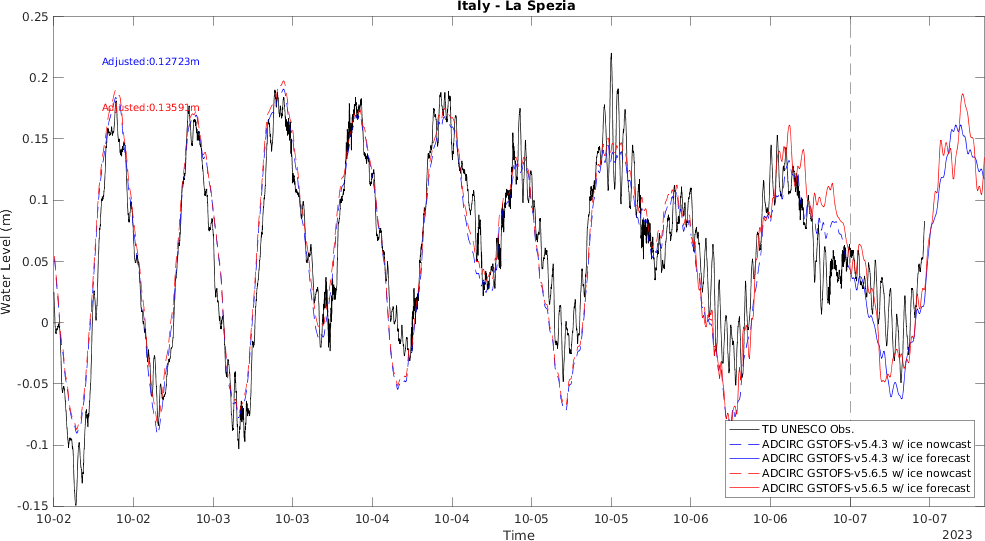 Italy - La Spezia
0.25
0.2
0.15
0.1
0.05
0
-0.05
-0.1
-0.15
Water Level (m)
Adjusted:0.12723m
Adjusted:0.13591m
TD UNESCO Obs.
ADCIRC GSTOFS-v5.4.3 w/ ice nowcast
ADCIRC GSTOFS-v5.4.3 w/ ice forecast
ADCIRC GSTOFS-v5.6.5 w/ ice nowcast
ADCIRC GSTOFS-v5.6.5 w/ ice forecast
10-02 10-02 10-03 10-03 10-04 10-04 10-05 10-05 10-06 10-06 10-07 10-07
Time
2023